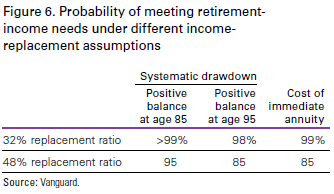 Figure 6. Probability of meeting retirement-
income needs under different income-
replacement assumptions
Systematic drawdown
Positive balance at age 85 Positive balance at age 95 Cost of immediate annuity
32% replacement ratio >99% 98% 99%
48% replacement ratio 95 85 85
Source: Vanguard.